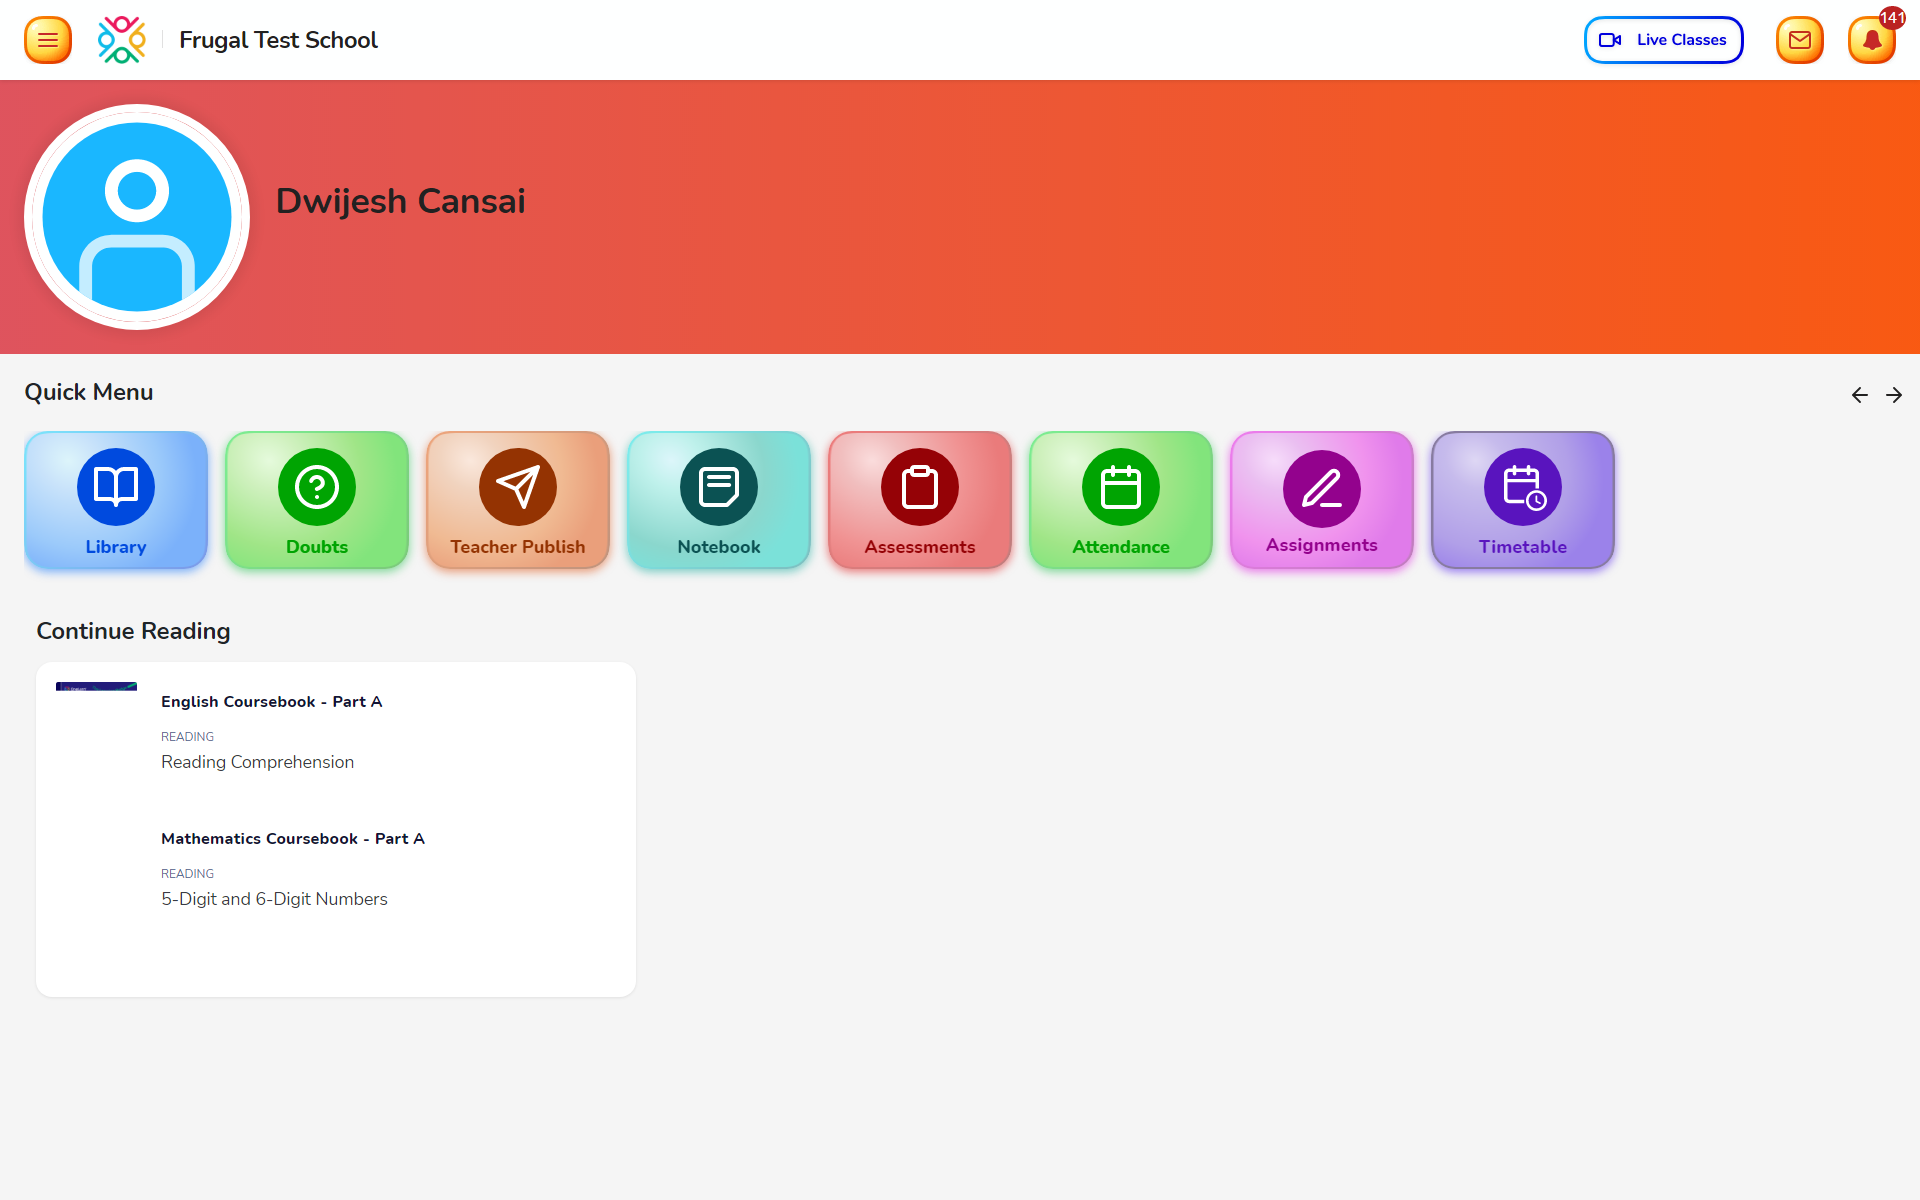 Frugal Test School
Live Classes
141
Dwijesh Cansai
Quick Menu
Library
Doubts
Teacher Publish
Notebook
Assessments
Attendance
Assignments
Timetable
Continue Reading
English Coursebook - Part A
READING
Reading Comprehension
Mathematics Coursebook - Part A
READING
5-Digit and 6-Digit Numbers